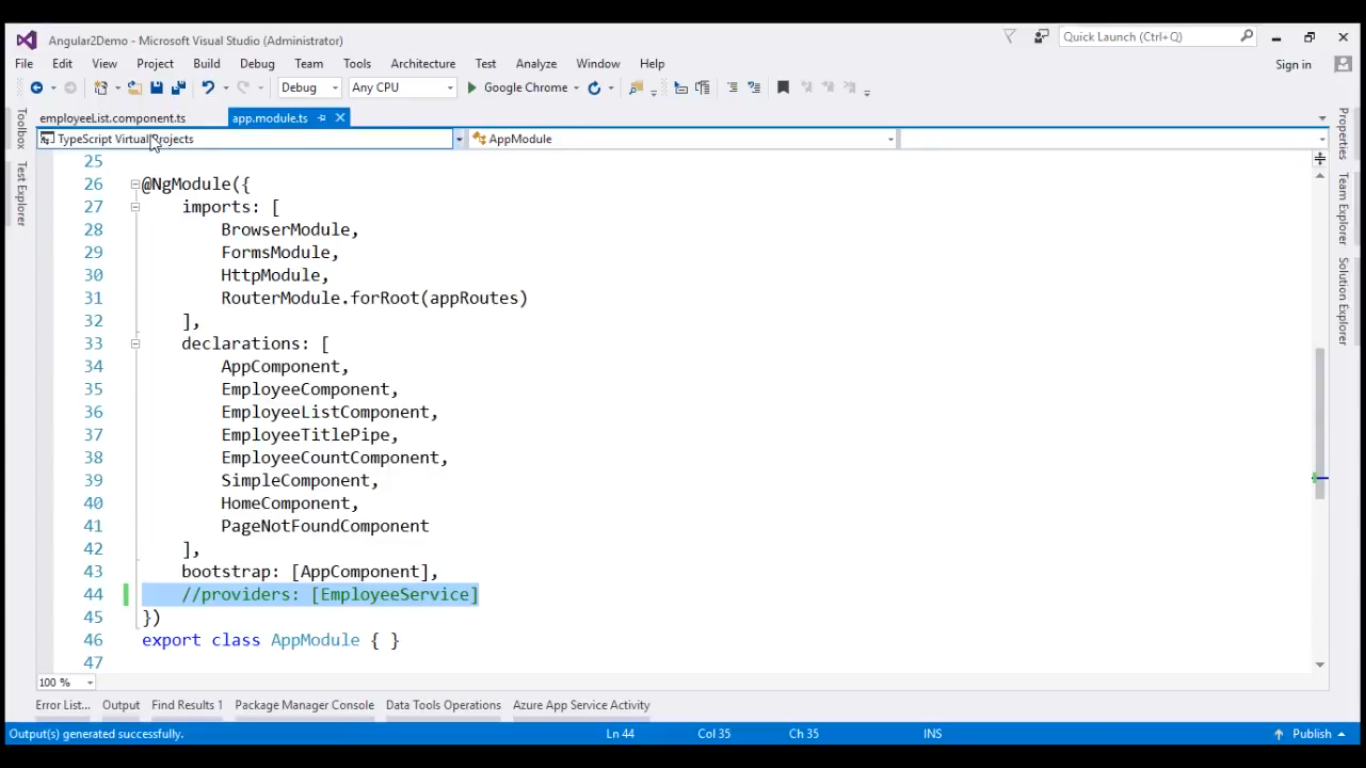 Angular2Demo - Microsoft Visual Studio (Administrator)
Quick Launch (Ctrl+Q)
File Edit View Project Build Debug Team Tools Architecture Test Analyze Window Help
Sign in
Debug Any CPU Google Chrome
employeeList.component.ts app.module.ts
TypeScript Virtual Projects AppModule
Toolbox
Test Explorer
Properties
Team Explorer
Solution Explorer
25
26 @NgModule({
27 imports: [
28 BrowserModule,
29 FormsModule,
30 HttpModule,
31 RouterModule.forRoot(appRoutes)
32 ],
33 declarations: [
34 AppComponent,
35 EmployeeComponent,
36 EmployeeListComponent,
37 EmployeeTitlePipe,
38 EmployeeCountComponent,
39 SimpleComponent,
40 HomeComponent,
41 PageNotFoundComponent
42 ],
43 bootstrap: [AppComponent],
44 //providers: [EmployeeService]
45 })
46 export class AppModule { }
47
100 %
Error List... Output Find Results 1 Package Manager Console Data Tools Operations Azure App Service Activity
Output(s) generated successfully. Ln 44 Col 35 Ch 35 INS Publish